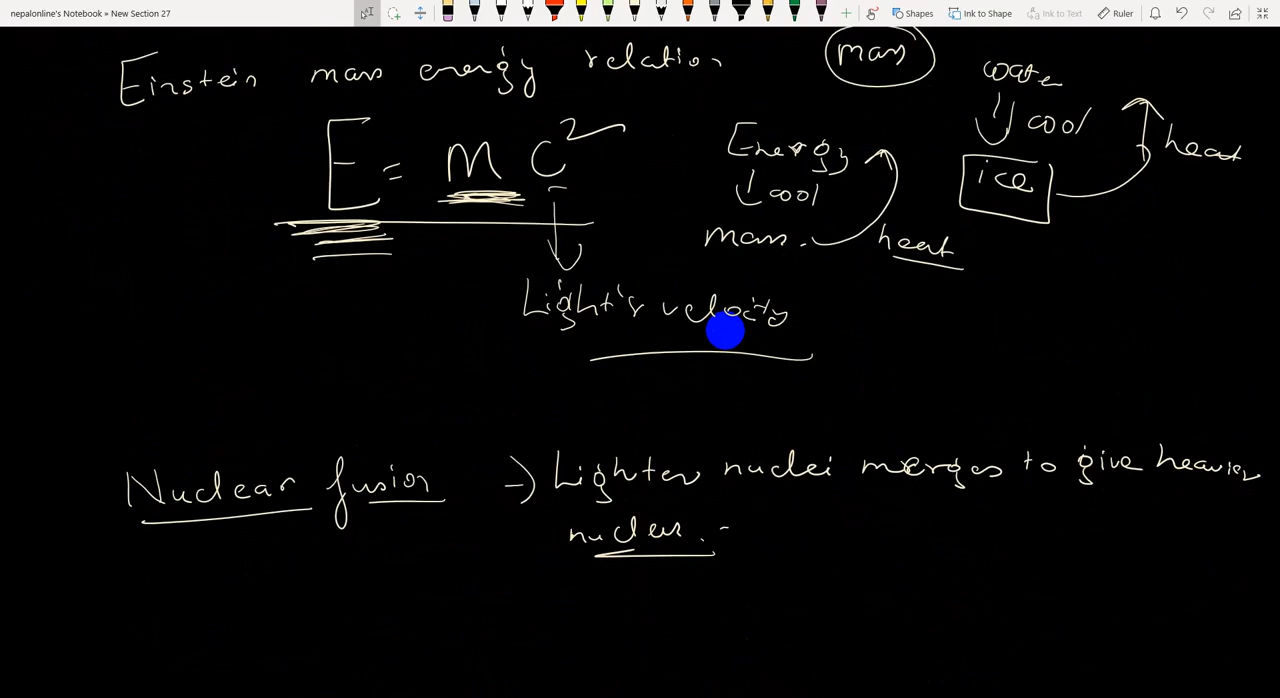 nepalonline's Notebook » New Section 27
Shapes Ink to Shape Ink to Text Ruler
Einstein mass energy relation
mass
water
cool
ice
heat
E = mc²
Energy
cool
mass.
heat
Light's velocity
Nuclear fusion → Lighter nuclei merges to give heavier
nucleus.